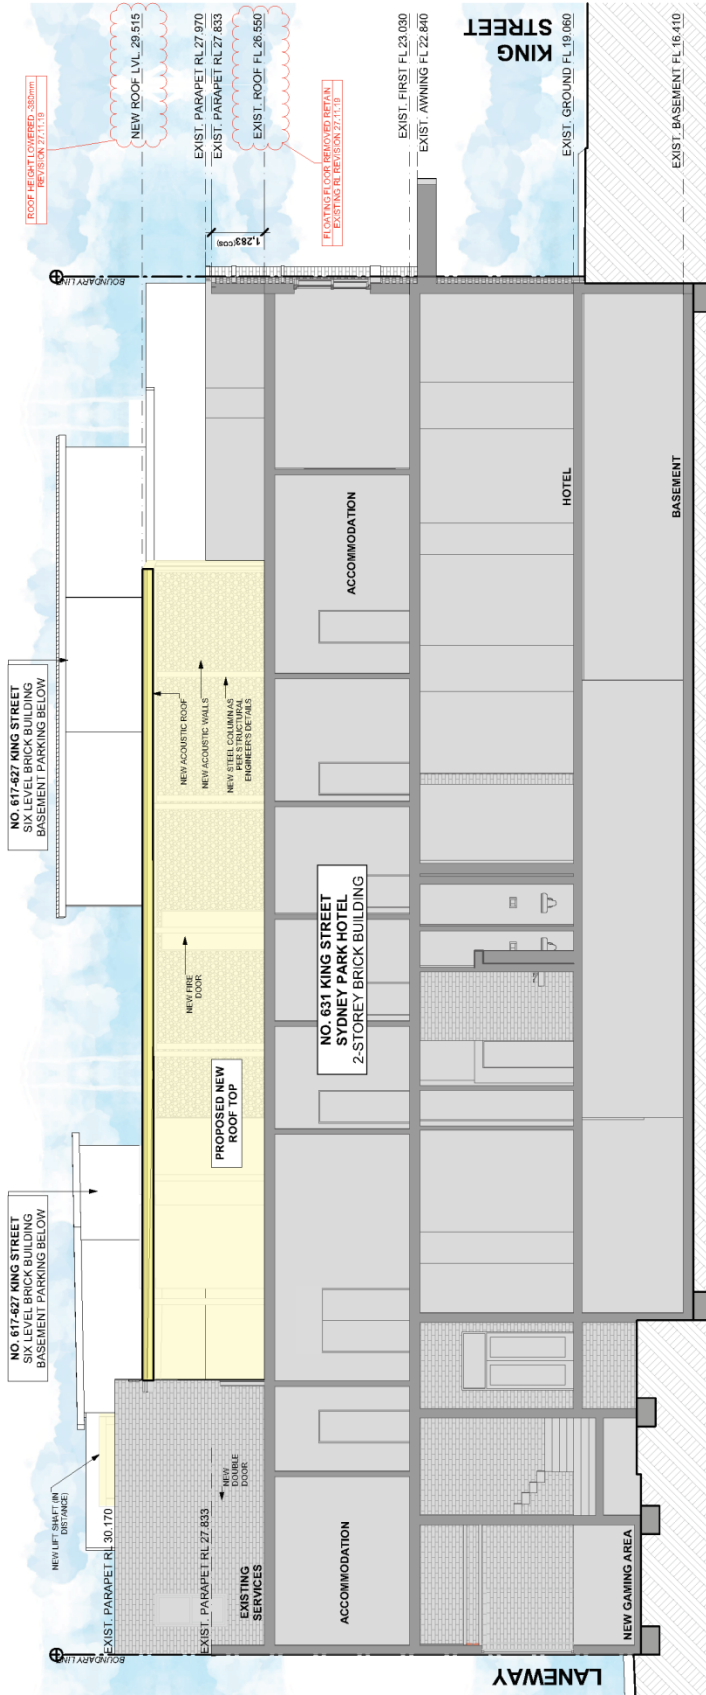 NO. 617-627 KING STREET
SIX LEVEL BRICK BUILDING
BASEMENT PARKING BELOW
NO. 617-627 KING STREET
SIX LEVEL BRICK BUILDING
BASEMENT PARKING BELOW
ROOF HEIGHT LOWERED -380mm
REVISION 27.11.19
NEW ROOF LVL. 29.515
EXIST. PARAPET RL 27.970
EXIST. PARAPET RL 27.833
EXIST. ROOF FL 26.550
FLOATING FLOOR REMOVED RETAIN
EXISTING RL REVISION 27.11.19
EXIST. FIRST FL 23.030
EXIST. AWNING FL 22.840
EXIST. GROUND FL 19.060
EXIST. BASEMENT FL 16.410
KING
STREET
BOUNDARY LINE
1,283(COS)
BOUNDARY LINE
NEW LIFT SHAFT (IN
DISTANCE)
EXIST. PARAPET RL 30.170
EXIST. PARAPET RL 27.833
NEW
DOUBLE
DOOR
EXISTING
SERVICES
PROPOSED NEW
ROOF TOP
NEW FIRE
DOOR
NEW ACOUSTIC ROOF
NEW ACOUSTIC WALLS
NEW STEEL COLUMN AS
PER STRUCTURAL
ENGINEER'S DETAILS
ACCOMMODATION
NO. 631 KING STREET
SYDNEY PARK HOTEL
2-STOREY BRICK BUILDING
ACCOMMODATION
HOTEL
BASEMENT
NEW GAMING AREA
LANEWAY